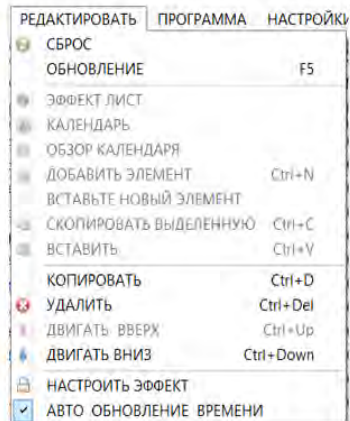 РЕДАКТИРОВАТЬ ПРОГРАММА НАСТРОЙКИ
СБРОС
ОБНОВЛЕНИЕ F5
ЭФФЕКТ ЛИСТ
КАЛЕНДАРЬ
ОБЗОР КАЛЕНДАРЯ
ДОБАВИТЬ ЭЛЕМЕНТ Ctrl+N
ВСТАВЬТЕ НОВЫЙ ЭЛЕМЕНТ
СКОПИРОВАТЬ ВЫДЕЛЕННУЮ Ctrl+C
ВСТАВИТЬ Ctrl+V
КОПИРОВАТЬ Ctrl+D
УДАЛИТЬ Ctrl+Del
ДВИГАТЬ ВВЕРХ Ctrl+Up
ДВИГАТЬ ВНИЗ Ctrl+Down
НАСТРОИТЬ ЭФФЕКТ
АВТО ОБНОВЛЕНИЕ ВРЕМЕНИ